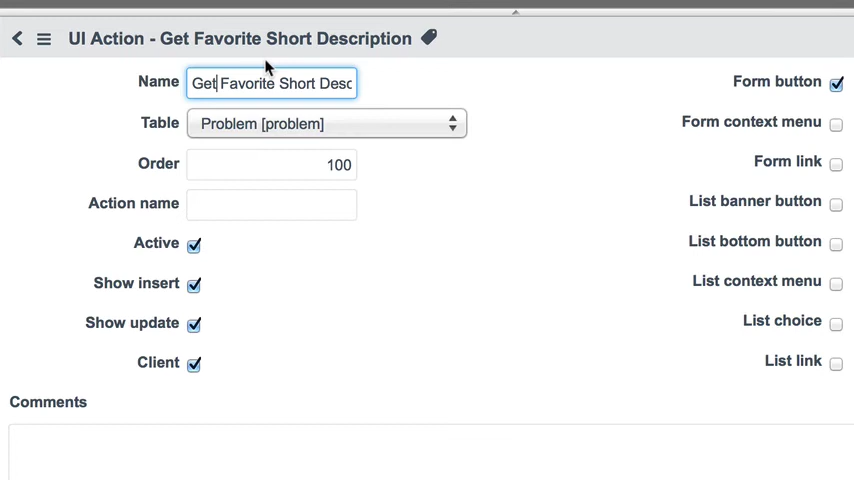 UI Action - Get Favorite Short Description
Name Get Favorite Short Desc
Form button
Table Problem [problem]
Form context menu
Order 100
Form link
Action name
List banner button
Active
List bottom button
Show insert
List context menu
Show update
List choice
Client
List link
Comments